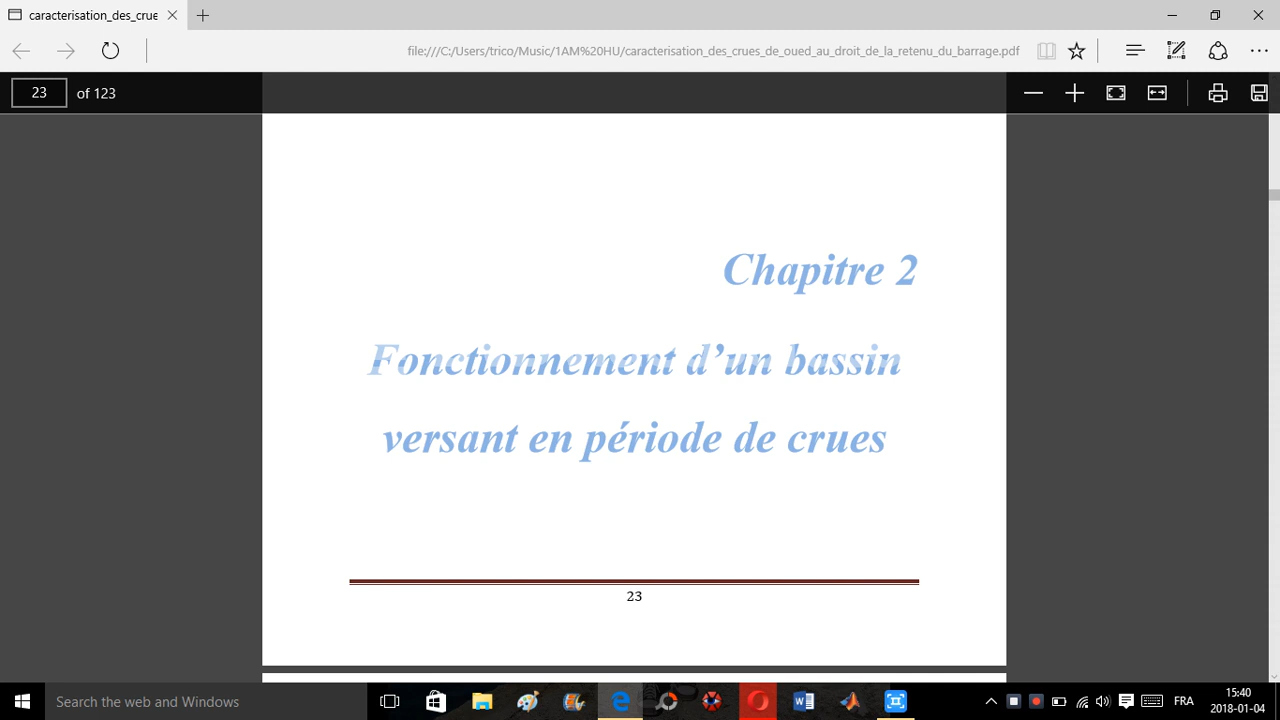 caracterisation_des_crue
file:///C:/Users/trico/Music/1AM%20HU/caracterisation_des_crues_de_oued_au_droit_de_la_retenu_du_barrage.pdf
23 of 123
Chapitre 2
Fonctionnement d’un bassin
versant en période de crues
23
Search the web and Windows
FRA
15:40
2018-01-04